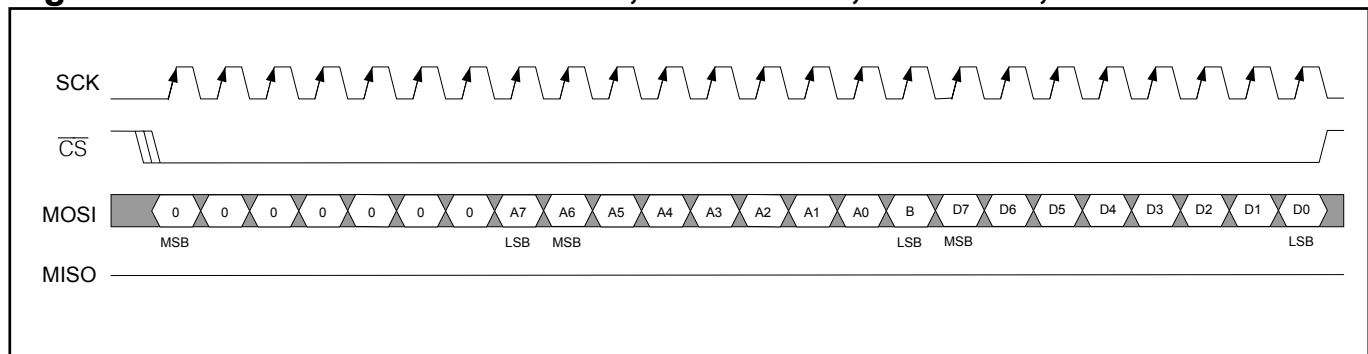 SCK
CS
MOSI 0 0 0 0 0 0 0 A7 A6 A5 A4 A3 A2 A1 A0 B D7 D6 D5 D4 D3 D2 D1 D0
MSB LSB MSB LSB MSB LSB
MISO